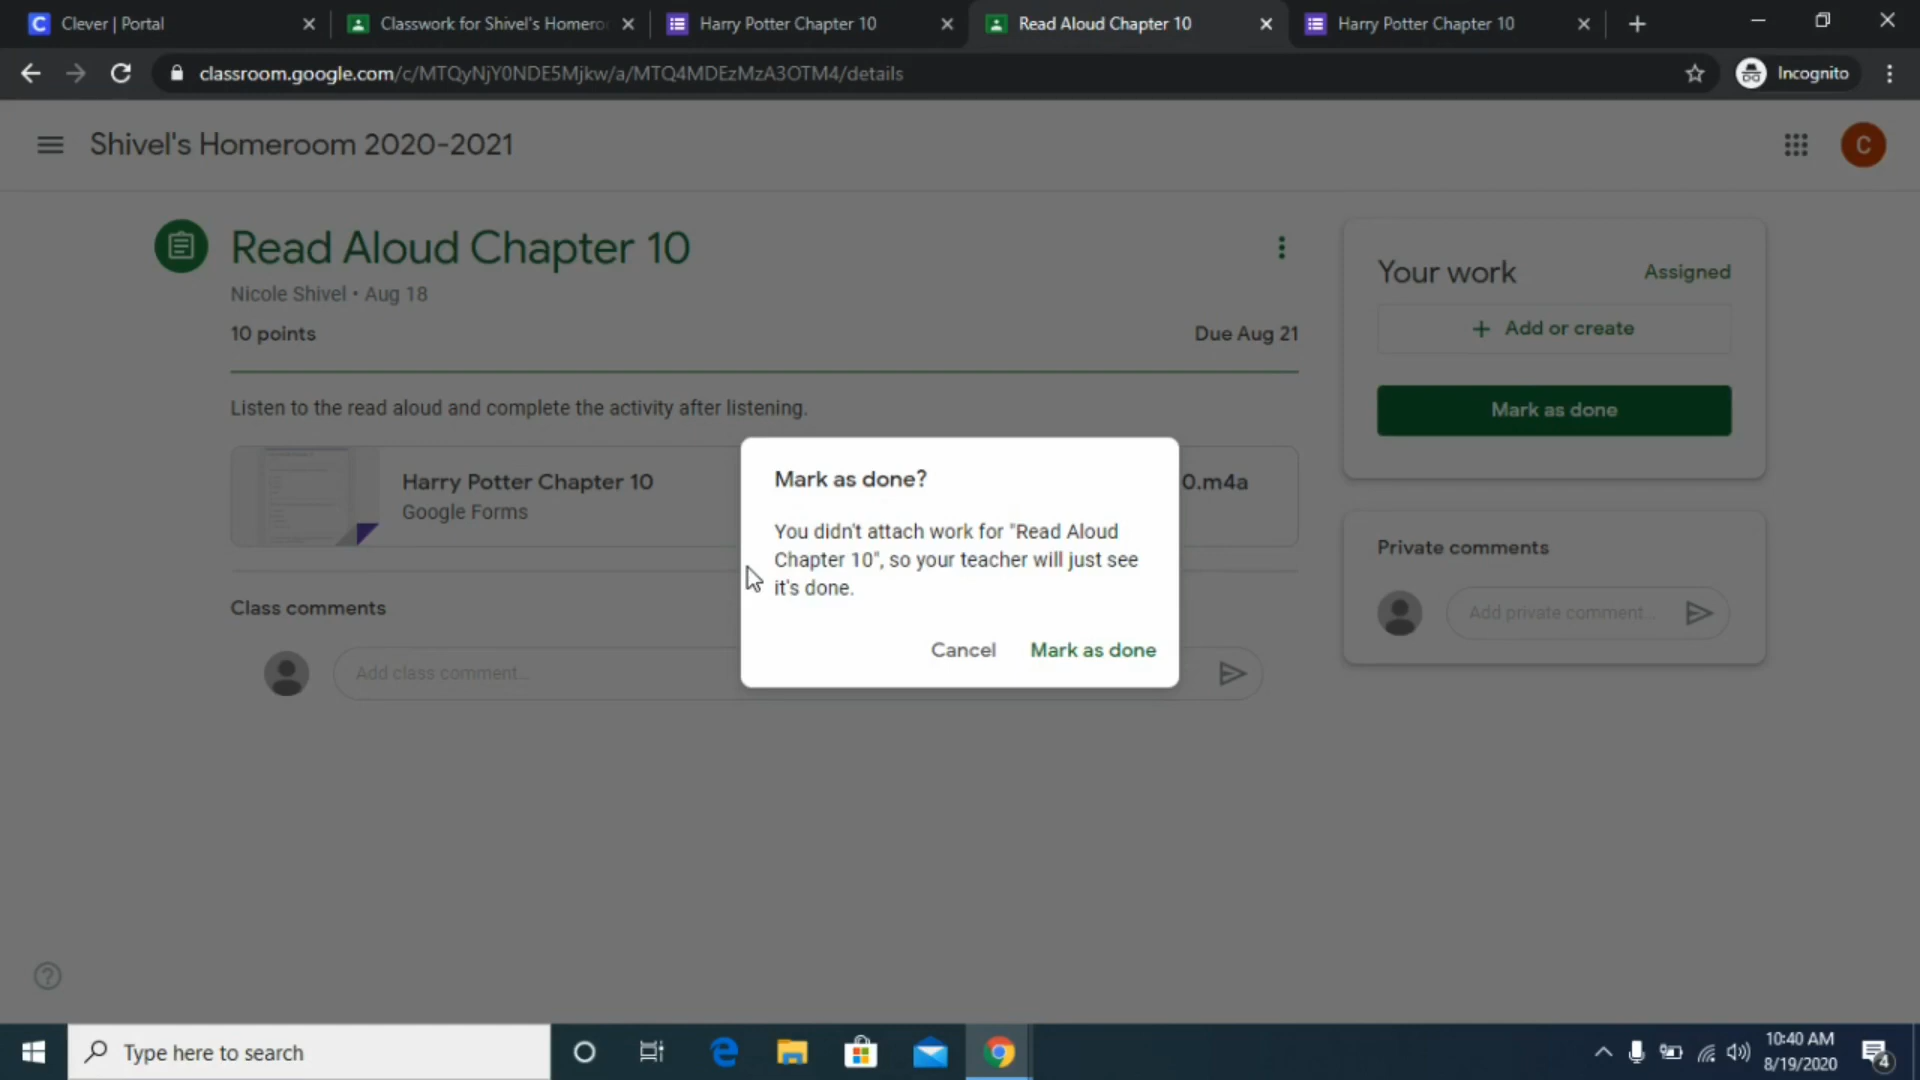 Clever | Portal
Classwork for Shivel's Homero
Harry Potter Chapter 10
Read Aloud Chapter 10
Harry Potter Chapter 10
classroom.google.com/c/MTQyNjY0NDE5Mjkw/a/MTQ4MDEzMzA3OTM4/details
Incognito
Shivel's Homeroom 2020-2021
C
Read Aloud Chapter 10
Nicole Shivel • Aug 18
10 points
Due Aug 21
Listen to the read aloud and complete the activity after listening.
Harry Potter Chapter 10
Google Forms
0.m4a
Class comments
Add class comment...
Your work
Assigned
+ Add or create
Mark as done
Private comments
Add private comment...
Mark as done?
You didn't attach work for "Read Aloud
Chapter 10", so your teacher will just see
it's done.
Cancel
Mark as done
Type here to search
10:40 AM
8/19/2020
4